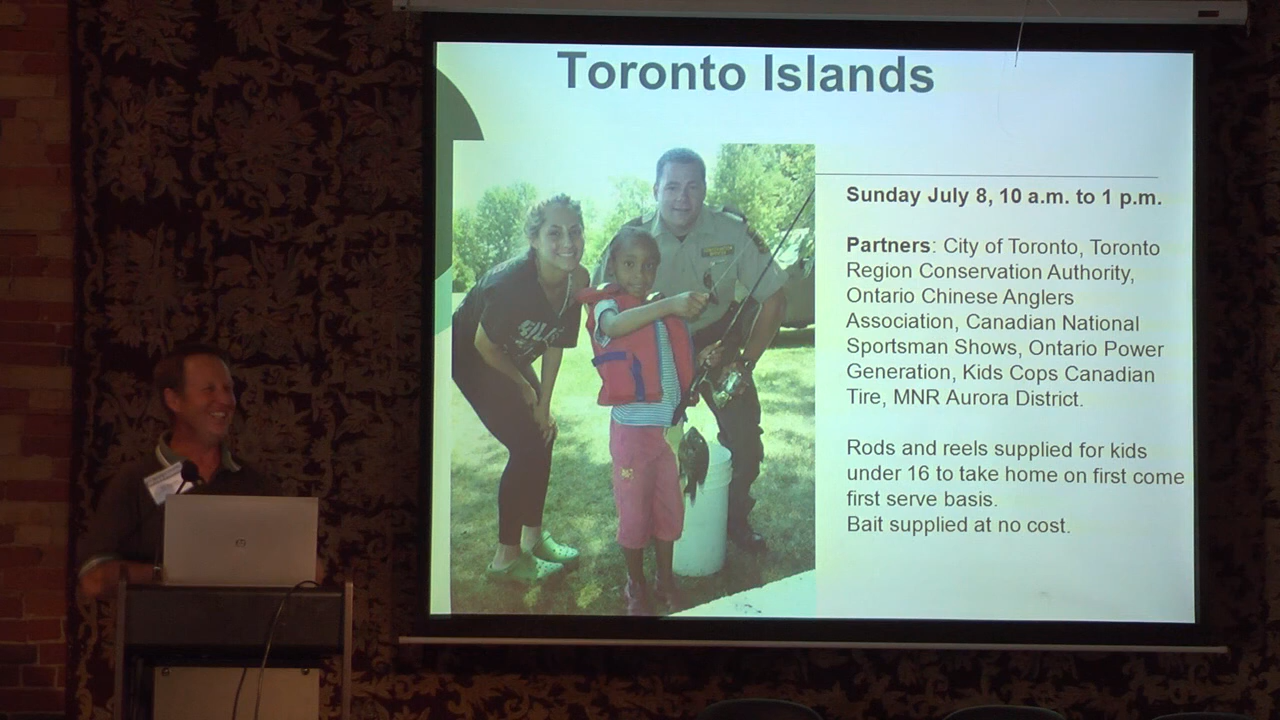 Toronto Islands
Sunday July 8, 10 a.m. to 1 p.m.
Partners: City of Toronto, Toronto
Region Conservation Authority,
Ontario Chinese Anglers
Association, Canadian National
Sportsman Shows, Ontario Power
Generation, Kids Cops Canadian
Tire, MNR Aurora District.
Rods and reels supplied for kids
under 16 to take home on first come
first serve basis.
Bait supplied at no cost.
hp